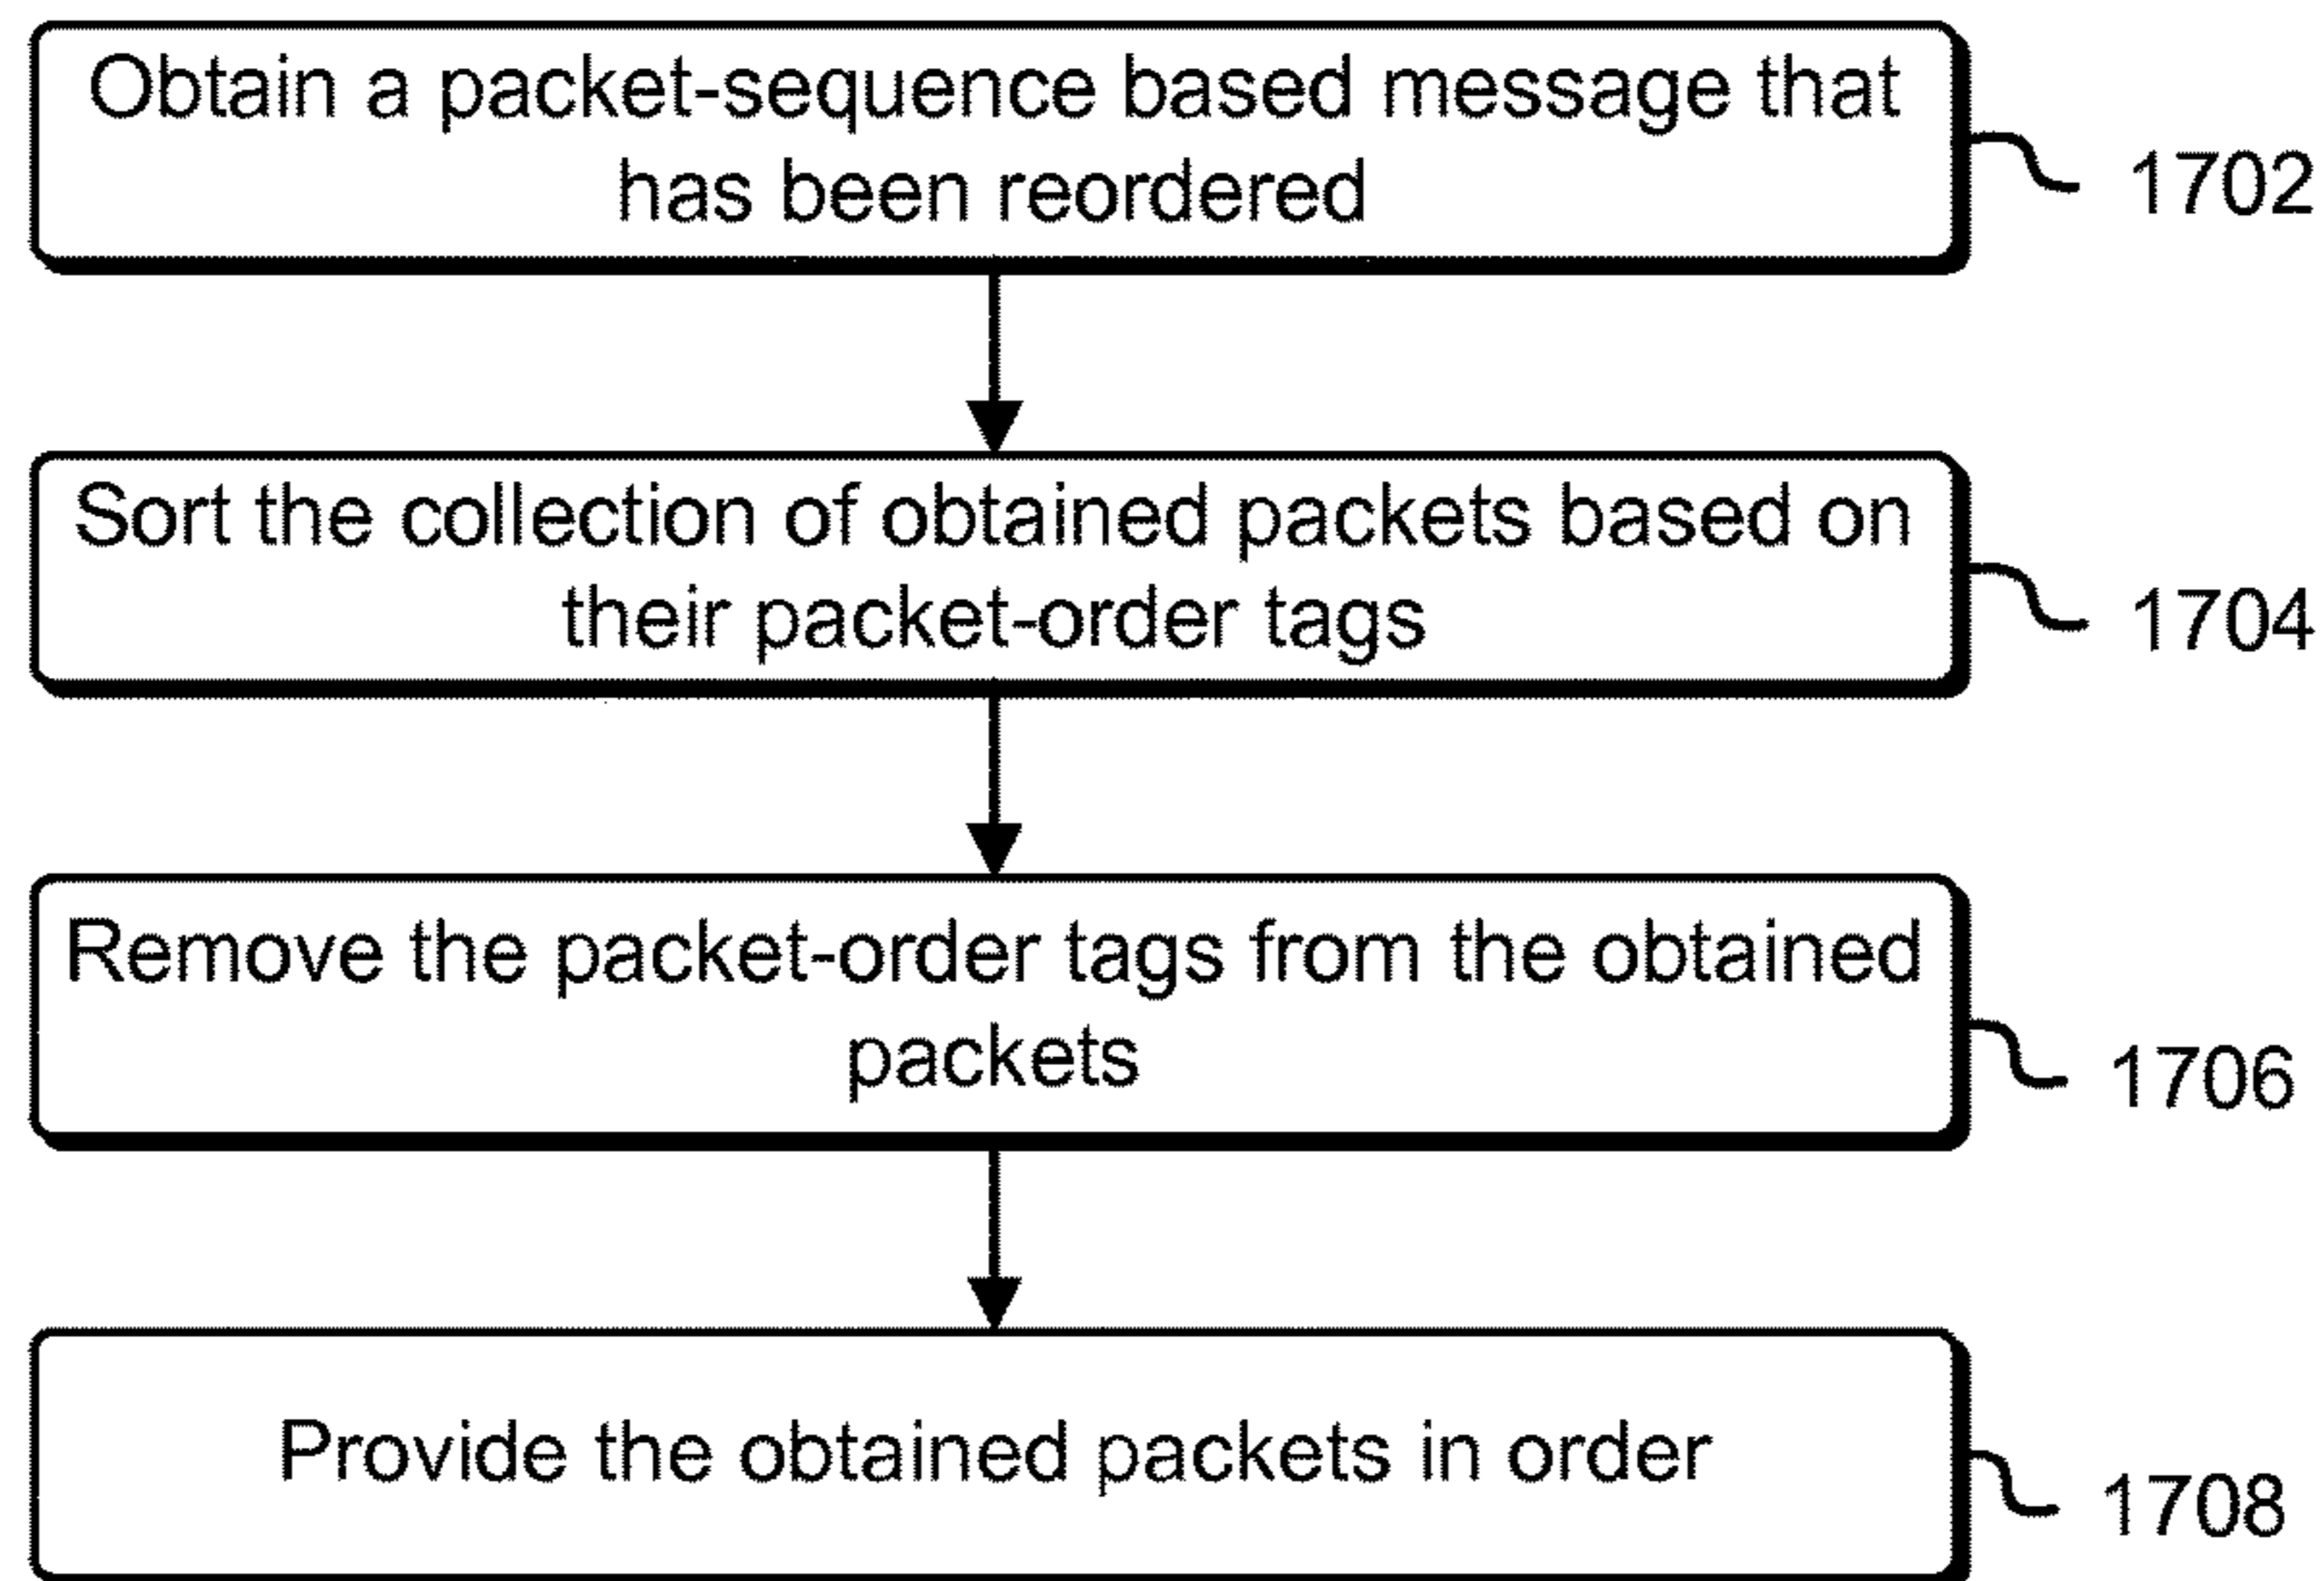 Obtain a packet-sequence based message that
has been reordered
1702
Sort the collection of obtained packets based on
their packet-order tags
1704
Remove the packet-order tags from the obtained
packets
1706
Provide the obtained packets in order
1708